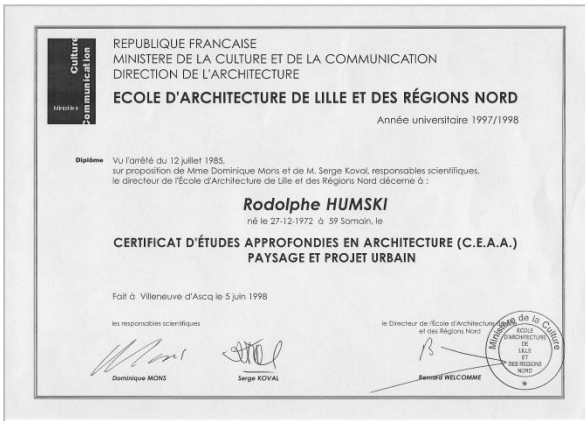 Ministère
Culture
Communication
REPUBLIQUE FRANCAISE
MINISTERE DE LA CULTURE ET DE LA COMMUNICATION
DIRECTION DE L'ARCHITECTURE
ECOLE D'ARCHITECTURE DE LILLE ET DES RÉGIONS NORD
Année universitaire 1997/1998
Diplôme
Vu l'arrêté du 12 juillet 1985,
sur proposition de Mme Dominique Mons et de M. Serge Koval, responsables scientifiques,
le directeur de l'École d'Architecture de Lille et des Régions Nord décerne à :
Rodolphe HUMSKI
né le 27-12-1972 à 59 Somain, le
CERTIFICAT D'ÉTUDES APPROFONDIES EN ARCHITECTURE (C.E.A.A.)
PAYSAGE ET PROJET URBAIN
Fait à Villeneuve d'Ascq le 5 juin 1998
les responsables scientifiques
le Directeur de l'École d'Architecture de
et des Régions Nord
Dominique MONS
Serge KOVAL
Bernard WELCOMME
Ministère de la Culture
ECOLE
D'ARCHITECTURE
DE
LILLE
ET
DES REGIONS
NORD